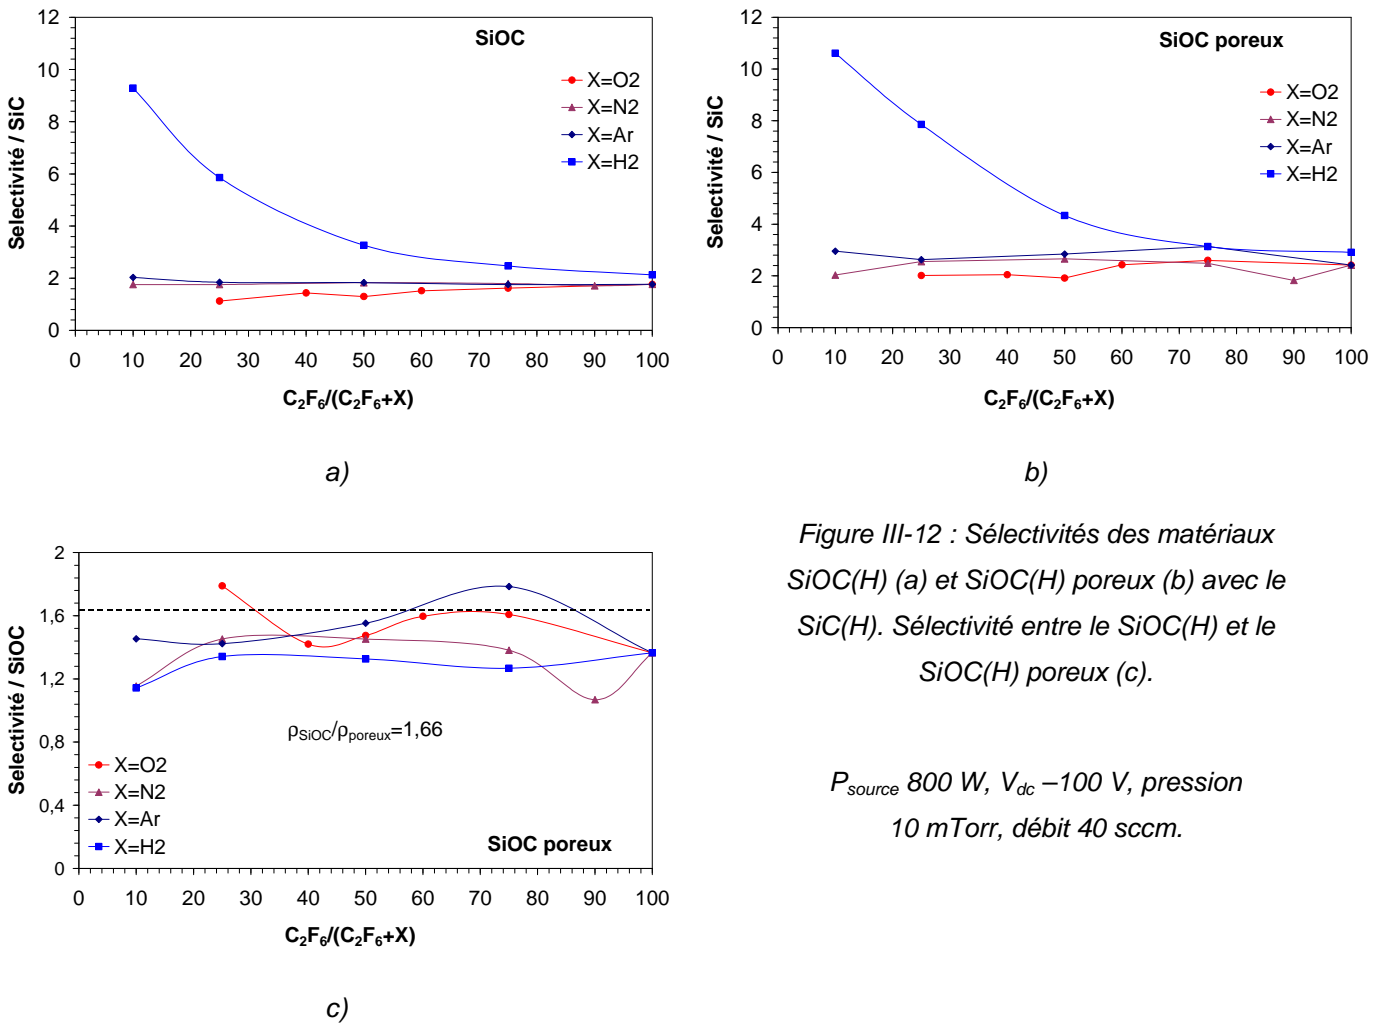 12
10
8
6
4
2
0
Selectivité / SiC
SiOC
X=O2
X=N2
X=Ar
X=H2
0 10 20 30 40 50 60 70 80 90 100
C₂F₆/(C₂F₆+X)
a)
12
10
8
6
4
2
0
Selectivité / SiC
SiOC poreux
X=O2
X=N2
X=Ar
X=H2
0 10 20 30 40 50 60 70 80 90 100
C₂F₆/(C₂F₆+X)
b)
2
1,6
1,2
0,8
0,4
0
Selectivité / SiOC
ρSiOC/ρporeux=1,66
X=O2
X=N2
X=Ar
X=H2
SiOC poreux
0 10 20 30 40 50 60 70 80 90 100
C₂F₆/(C₂F₆+X)
c)
Figure III-12 : Sélectivités des matériaux
SiOC(H) (a) et SiOC(H) poreux (b) avec le
SiC(H). Sélectivité entre le SiOC(H) et le
SiOC(H) poreux (c).
Psource 800 W, Vdc –100 V, pression
10 mTorr, débit 40 sccm.